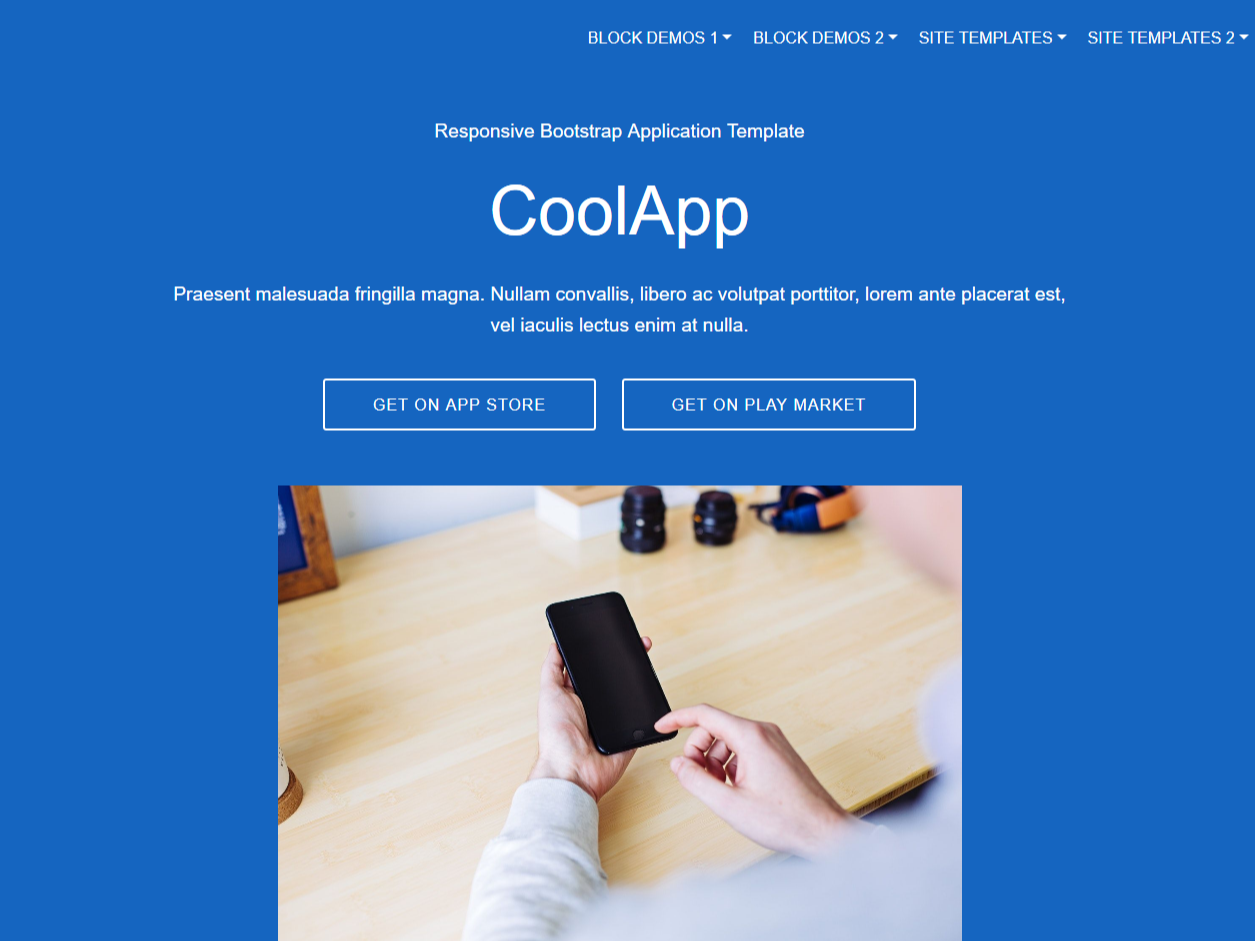 BLOCK DEMOS 1 BLOCK DEMOS 2 SITE TEMPLATES SITE TEMPLATES 2
Responsive Bootstrap Application Template
CoolApp
Praesent malesuada fringilla magna. Nullam convallis, libero ac volutpat porttitor, lorem ante placerat est,
vel iaculis lectus enim at nulla.
GET ON APP STORE GET ON PLAY MARKET